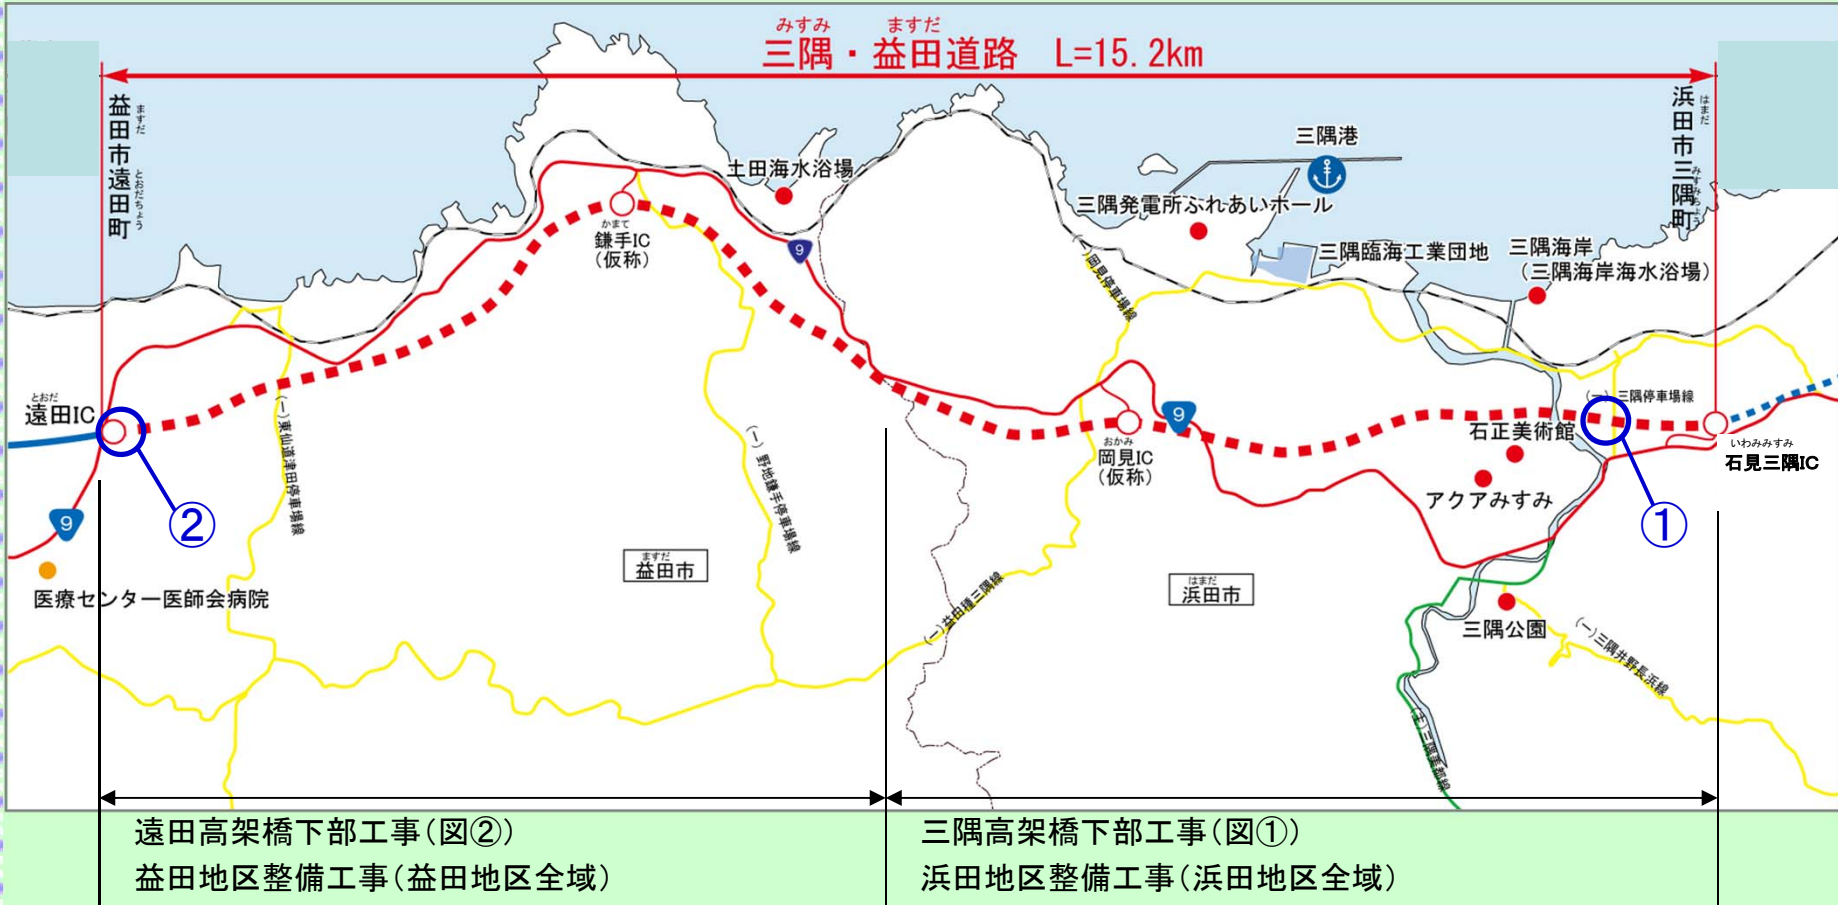 みすみ ますだ
三隅・益田道路 L=15.2km
益田市遠田町
ますだ
とおだちょう
浜田市三隅町
はまだ
みすみちょう
三隅港
土田海水浴場
三隅発電所ふれあいホール
かまて
鎌手IC
(仮称)
9
三隅臨海工業団地
三隅海岸
(三隅海岸海水浴場)
(一)岡見停車場線
とおだ
遠田IC
(一)東仙道津田停車場線
(一)野地鎌手停車場線
9
おかみ
岡見IC
(仮称)
(一)三隅停車場線
石正美術館
いわみみすみ
石見三隅IC
アクアみすみ
9
②
①
医療センター医師会病院
ますだ
益田市
はまだ
浜田市
(一)益田種三隅線
三隅公園
(一)三隅井野長浜線
(主)三隅美都線
遠田高架橋下部工事(図②)
益田地区整備工事(益田地区全域)
三隅高架橋下部工事(図①)
浜田地区整備工事(浜田地区全域)